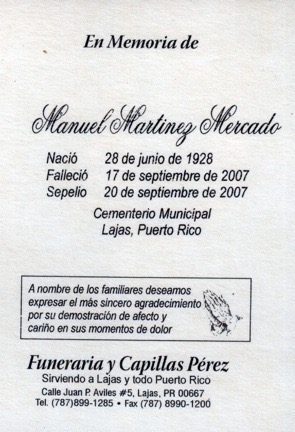 En Memoria de
Manuel Martinez Mercado
Nació 28 de junio de 1928
Falleció 17 de septiembre de 2007
Sepelio 20 de septiembre de 2007
Cementerio Municipal
Lajas, Puerto Rico
A nombre de los familiares deseamos
expresar el más sincero agradecimiento
por su demostración de afecto y
cariño en sus momentos de dolor
Funeraria y Capillas Pérez
Sirviendo a Lajas y todo Puerto Rico
Calle Juan P. Aviles #5, Lajas, PR 00667
Tel. (787)899-1285 • Fax (787) 8990-1200